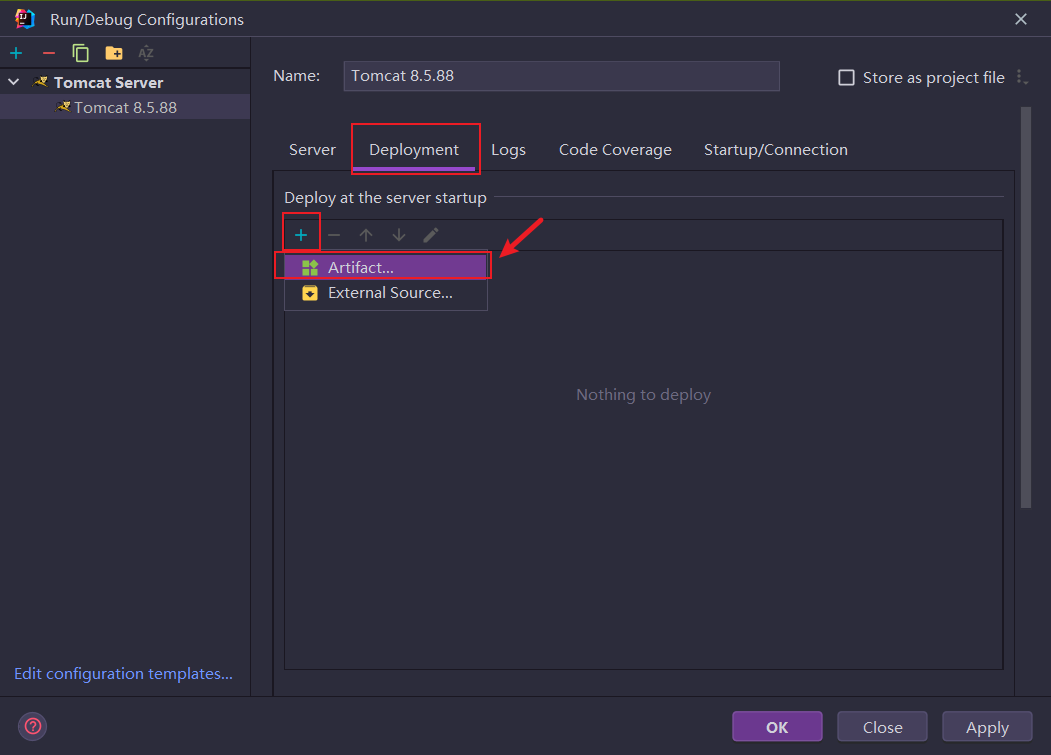 Run/Debug Configurations
Tomcat Server
Tomcat 8.5.88
Name: Tomcat 8.5.88 Store as project file
Server Deployment Logs Code Coverage Startup/Connection
Deploy at the server startup
Artifact...
External Source...
Nothing to deploy
Edit configuration templates...
OK Close Apply